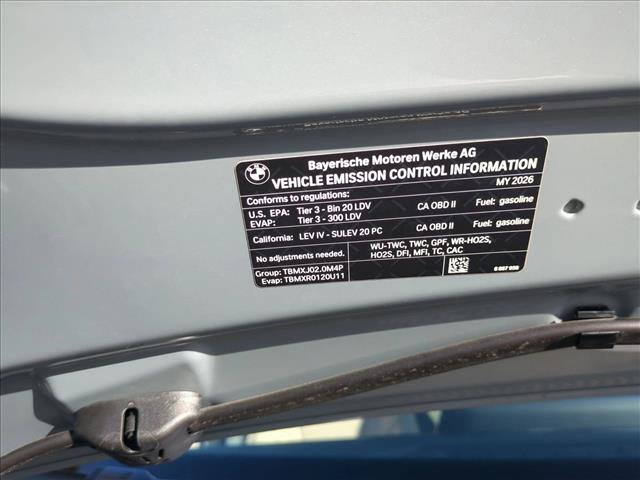 BMW
Bayerische Motoren Werke AG
VEHICLE EMISSION CONTROL INFORMATION
MY 2026
Conforms to regulations:
U.S. EPA: Tier 3 - Bin 20 LDV CA OBD II Fuel: gasoline
EVAP: Tier 3 - 300 LDV
California: LEV IV - SULEV 20 PC CA OBD II Fuel: gasoline
No adjustments needed.
WU-TWC, TWC, GPF, WR-HO2S,
HO2S, DFI, MFI, TC, CAC
Group: TBMXJ02.0M4P
Evap: TBMXR0120U11